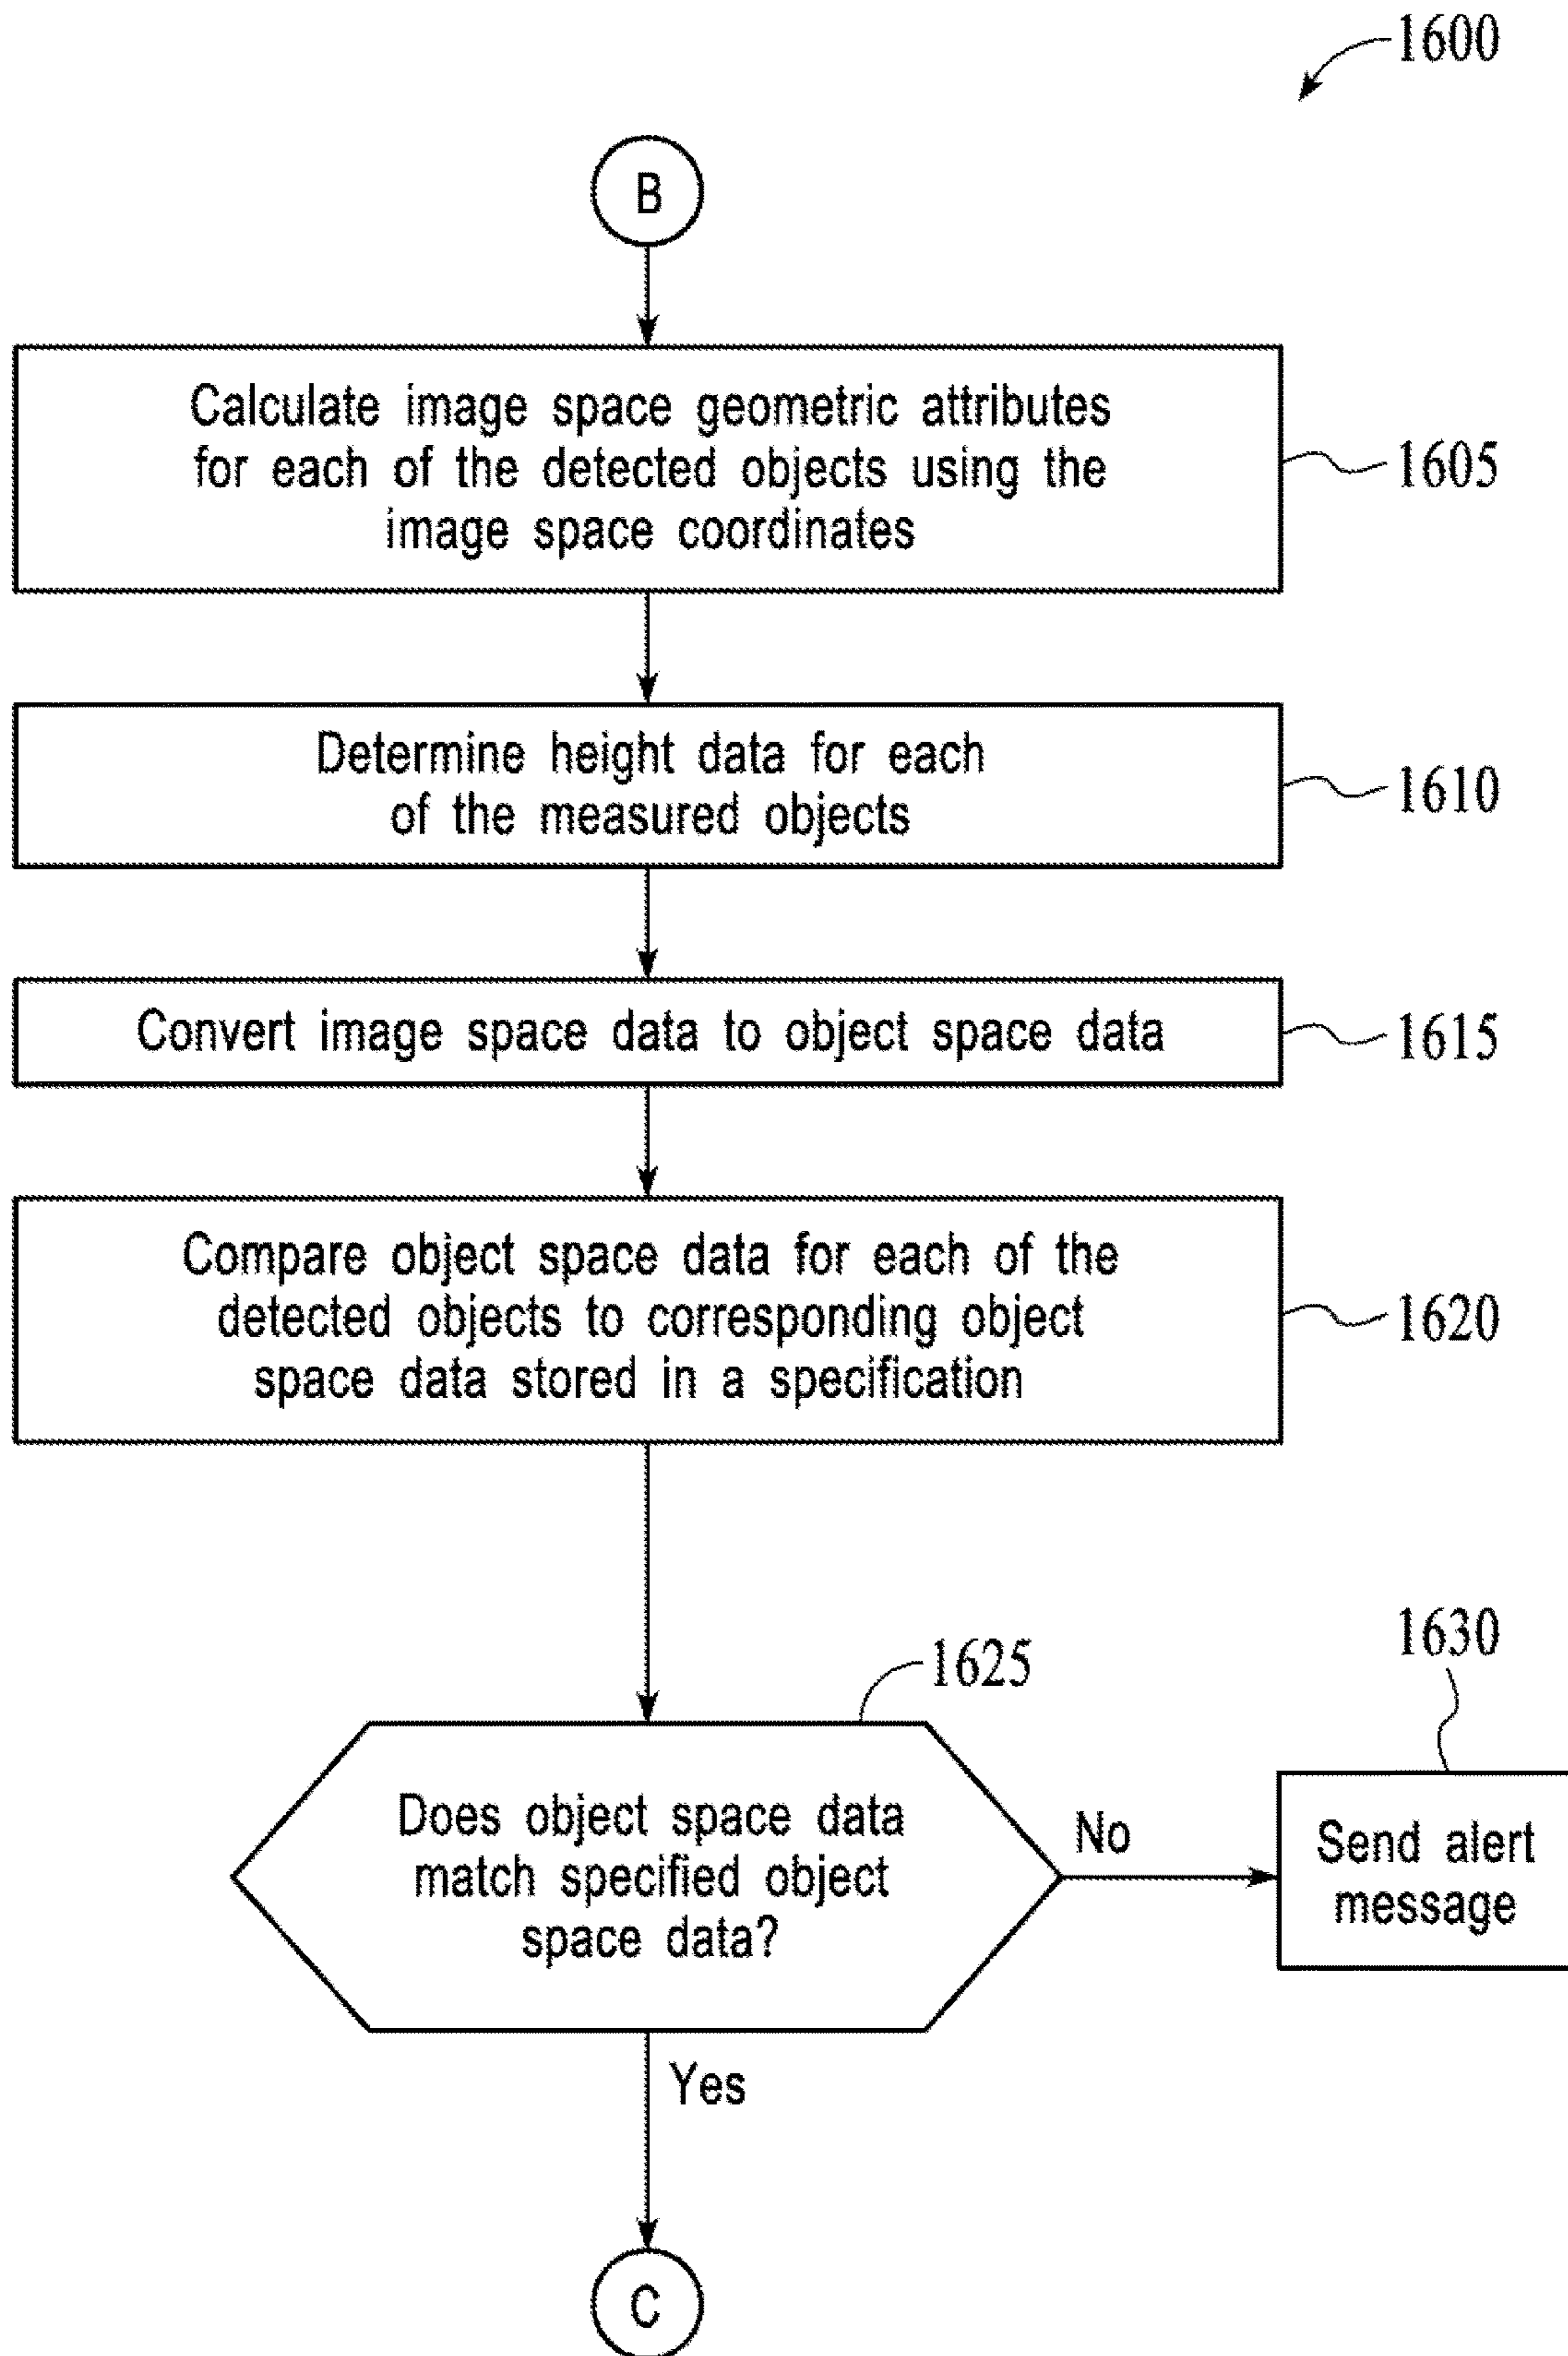 1600
B
Calculate image space geometric attributes
for each of the detected objects using the
image space coordinates
1605
Determine height data for each
of the measured objects
1610
Convert image space data to object space data
1615
Compare object space data for each of the
detected objects to corresponding object
space data stored in a specification
1620
1625
1630
Does object space data
match specified object
space data?
No
Send alert
message
Yes
C